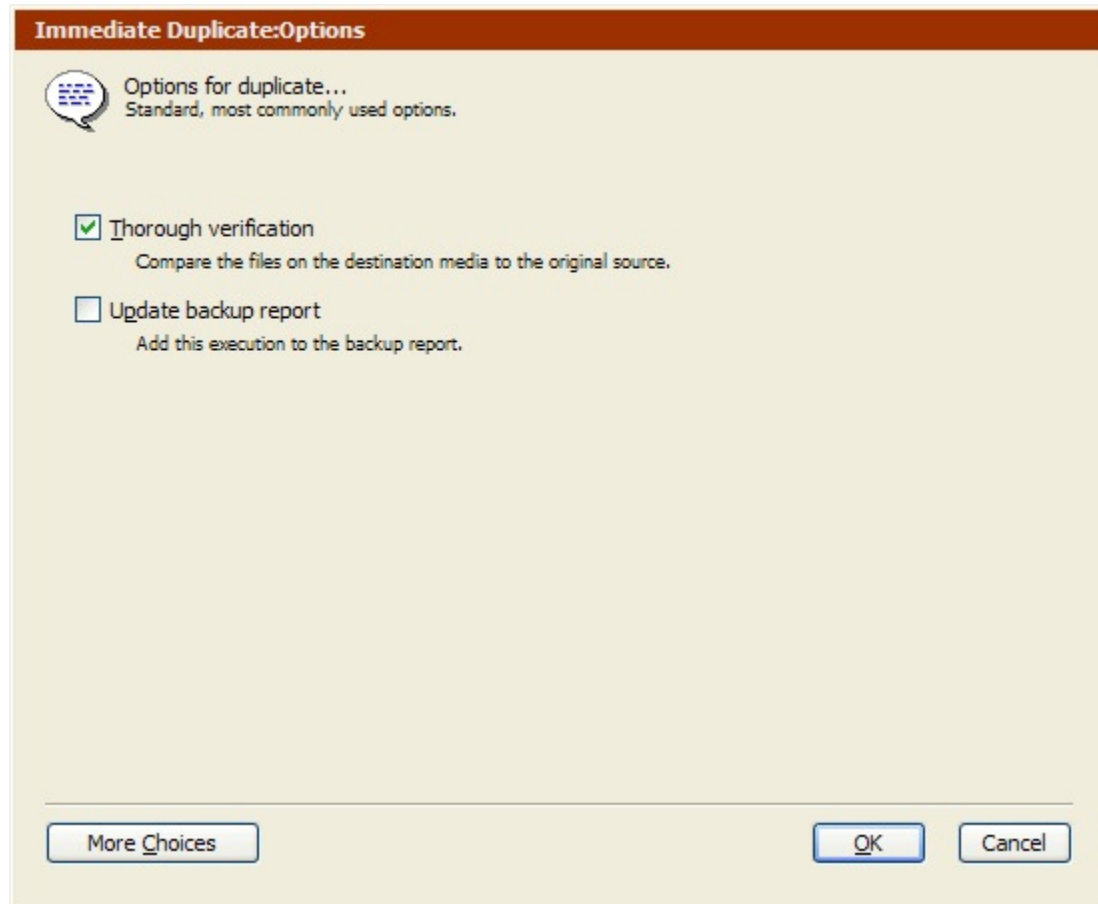 Immediate Duplicate:Options
Options for duplicate...
Standard, most commonly used options.
Thorough verification
Compare the files on the destination media to the original source.
Update backup report
Add this execution to the backup report.
More Choices
OK
Cancel